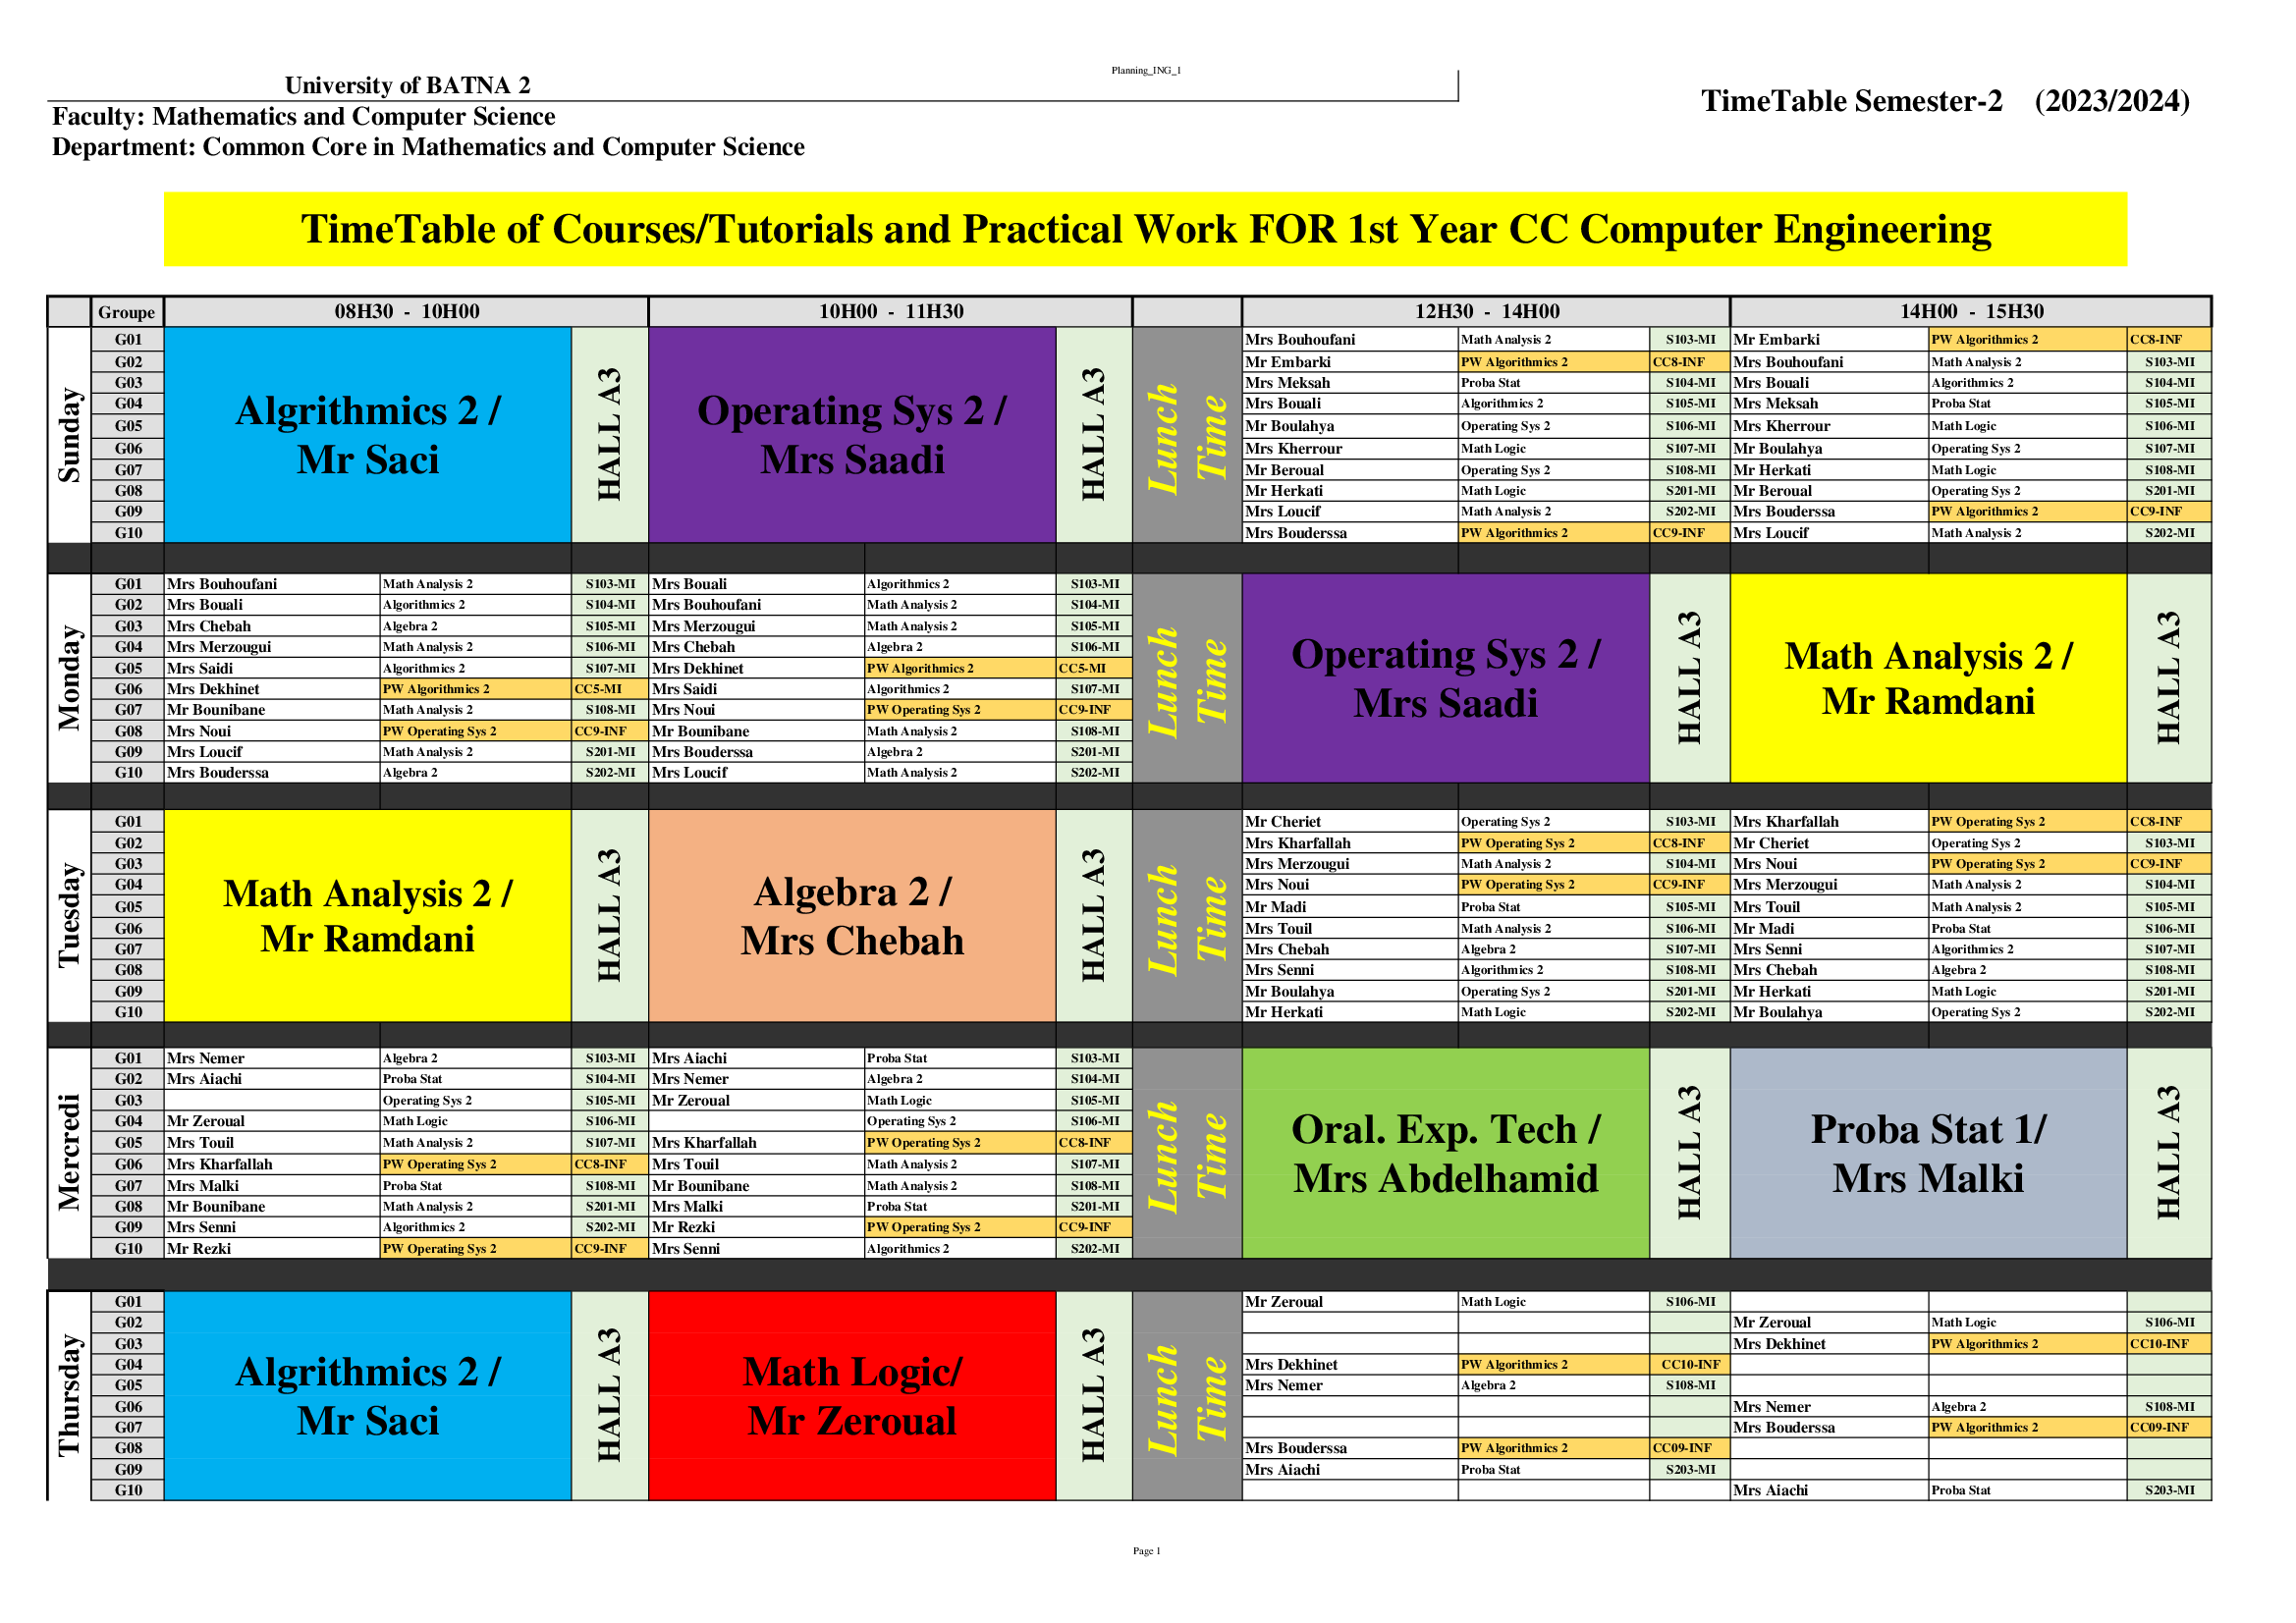 Planning_ING_1
University of BATNA 2
TimeTable Semester-2 (2023/2024)
Faculty: Mathematics and Computer Science
Department: Common Core in Mathematics and Computer Science
TimeTable of Courses/Tutorials and Practical Work FOR 1st Year CC Computer Engineering
Groupe 08H30 - 10H00 10H00 - 11H30 12H30 - 14H00 14H00 - 15H30
Sunday
Algrithmics 2 /
Mr Saci
HALL A3
Operating Sys 2 /
Mrs Saadi
HALL A3
Lunch
Time
G01 Mrs Bouhoufani Math Analysis 2 S103-MI Mr Embarki PW Algorithmics 2 CC8-INF
G02 Mr Embarki PW Algorithmics 2 CC8-INF Mrs Bouhoufani Math Analysis 2 S103-MI
G03 Mrs Meksah Proba Stat S104-MI Mrs Bouali Algorithmics 2 S104-MI
G04 Mrs Bouali Algorithmics 2 S105-MI Mrs Meksah Proba Stat S105-MI
G05 Mr Boulahya Operating Sys 2 S106-MI Mrs Kherrour Math Logic S106-MI
G06 Mrs Kherrour Math Logic S107-MI Mr Boulahya Operating Sys 2 S107-MI
G07 Mr Beroual Operating Sys 2 S108-MI Mr Herkati Math Logic S108-MI
G08 Mr Herkati Math Logic S201-MI Mr Beroual Operating Sys 2 S201-MI
G09 Mrs Loucif Math Analysis 2 S202-MI Mrs Bouderssa PW Algorithmics 2 CC9-INF
G10 Mrs Bouderssa PW Algorithmics 2 CC9-INF Mrs Loucif Math Analysis 2 S202-MI
Monday
G01 Mrs Bouhoufani Math Analysis 2 S103-MI Mrs Bouali Algorithmics 2 S103-MI
G02 Mrs Bouali Algorithmics 2 S104-MI Mrs Bouhoufani Math Analysis 2 S104-MI
G03 Mrs Chebah Algebra 2 S105-MI Mrs Merzougui Math Analysis 2 S105-MI
G04 Mrs Merzougui Math Analysis 2 S106-MI Mrs Chebah Algebra 2 S106-MI
G05 Mrs Saidi Algorithmics 2 S107-MI Mrs Dekhinet PW Algorithmics 2 CC5-MI
G06 Mrs Dekhinet PW Algorithmics 2 CC5-MI Mrs Saidi Algorithmics 2 S107-MI
G07 Mr Bounibane Math Analysis 2 S108-MI Mrs Noui PW Operating Sys 2 CC9-INF
G08 Mrs Noui PW Operating Sys 2 CC9-INF Mr Bounibane Math Analysis 2 S108-MI
G09 Mrs Loucif Math Analysis 2 S201-MI Mrs Bouderssa Algebra 2 S201-MI
G10 Mrs Bouderssa Algebra 2 S202-MI Mrs Loucif Math Analysis 2 S202-MI
Lunch
Time
Operating Sys 2 /
Mrs Saadi
HALL A3
Math Analysis 2 /
Mr Ramdani
HALL A3
Tuesday
Math Analysis 2 /
Mr Ramdani
HALL A3
Algebra 2 /
Mrs Chebah
HALL A3
Lunch
Time
G01 Mr Cheriet Operating Sys 2 S103-MI Mrs Kharfallah PW Operating Sys 2 CC8-INF
G02 Mrs Kharfallah PW Operating Sys 2 CC8-INF Mr Cheriet Operating Sys 2 S103-MI
G03 Mrs Merzougui Math Analysis 2 S104-MI Mrs Noui PW Operating Sys 2 CC9-INF
G04 Mrs Noui PW Operating Sys 2 CC9-INF Mrs Merzougui Math Analysis 2 S104-MI
G05 Mr Madi Proba Stat S105-MI Mrs Touil Math Analysis 2 S105-MI
G06 Mrs Touil Math Analysis 2 S106-MI Mr Madi Proba Stat S106-MI
G07 Mrs Chebah Algebra 2 S107-MI Mrs Senni Algorithmics 2 S107-MI
G08 Mrs Senni Algorithmics 2 S108-MI Mrs Chebah Algebra 2 S108-MI
G09 Mr Boulahya Operating Sys 2 S201-MI Mr Herkati Math Logic S201-MI
G10 Mr Herkati Math Logic S202-MI Mr Boulahya Operating Sys 2 S202-MI
Mercredi
G01 Mrs Nemer Algebra 2 S103-MI Mrs Aiachi Proba Stat S103-MI
G02 Mrs Aiachi Proba Stat S104-MI Mrs Nemer Algebra 2 S104-MI
G03 Operating Sys 2 S105-MI Mr Zeroual Math Logic S105-MI
G04 Mr Zeroual Math Logic S106-MI Operating Sys 2 S106-MI
G05 Mrs Touil Math Analysis 2 S107-MI Mrs Kharfallah PW Operating Sys 2 CC8-INF
G06 Mrs Kharfallah PW Operating Sys 2 CC8-INF Mrs Touil Math Analysis 2 S107-MI
G07 Mrs Malki Proba Stat S108-MI Mr Bounibane Math Analysis 2 S108-MI
G08 Mr Bounibane Math Analysis 2 S201-MI Mrs Malki Proba Stat S201-MI
G09 Mrs Senni Algorithmics 2 S202-MI Mr Rezki PW Operating Sys 2 CC9-INF
G10 Mr Rezki PW Operating Sys 2 CC9-INF Mrs Senni Algorithmics 2 S202-MI
Lunch
Time
Oral. Exp. Tech /
Mrs Abdelhamid
HALL A3
Proba Stat 1/
Mrs Malki
HALL A3
Thursday
Algrithmics 2 /
Mr Saci
HALL A3
Math Logic/
Mr Zeroual
HALL A3
Lunch
Time
G01 Mr Zeroual Math Logic S106-MI
G02 Mr Zeroual Math Logic S106-MI
G03 Mrs Dekhinet PW Algorithmics 2 CC10-INF
G04 Mrs Dekhinet PW Algorithmics 2 CC10-INF
G05 Mrs Nemer Algebra 2 S108-MI
G06 Mrs Nemer Algebra 2 S108-MI
G07 Mrs Bouderssa PW Algorithmics 2 CC09-INF
G08 Mrs Bouderssa PW Algorithmics 2 CC09-INF
G09 Mrs Aiachi Proba Stat S203-MI
G10 Mrs Aiachi Proba Stat S203-MI
Page 1